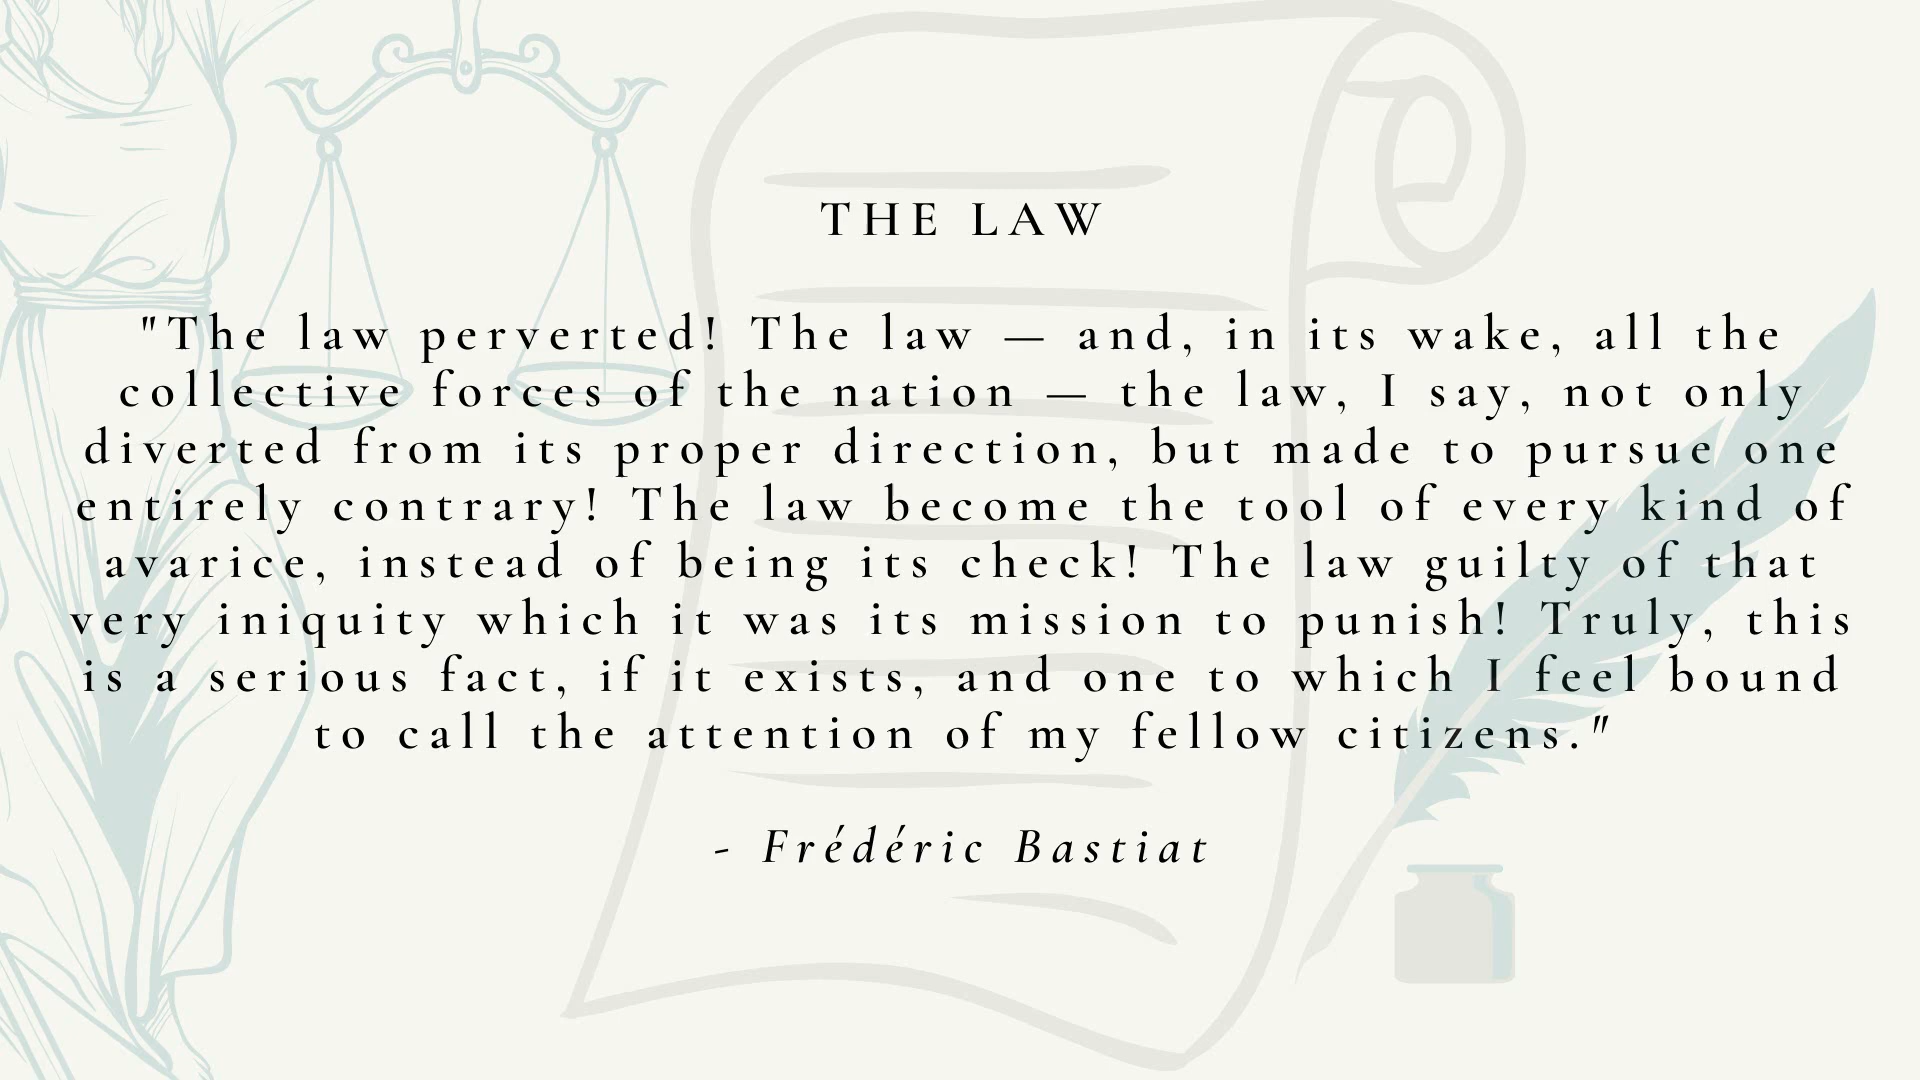 THE LAW
"The law perverted! The law — and, in its wake, all the
collective forces of the nation — the law, I say, not only
diverted from its proper direction, but made to pursue one
entirely contrary! The law become the tool of every kind of
avarice, instead of being its check! The law guilty of that
very iniquity which it was its mission to punish! Truly, this
is a serious fact, if it exists, and one to which I feel bound
to call the attention of my fellow citizens."
- Frédéric Bastiat